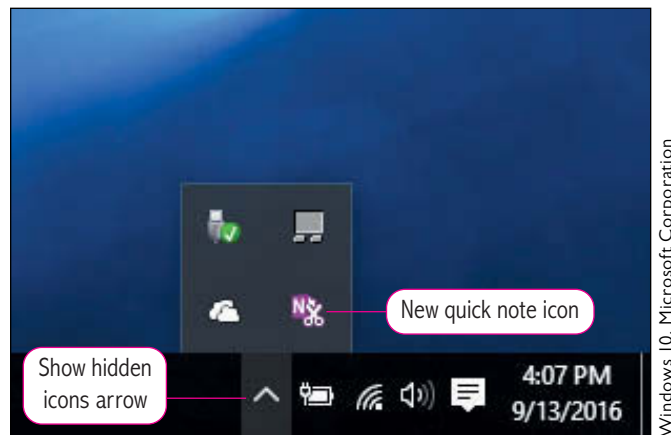 N
New quick note icon
Show hidden
icons arrow
4:07 PM
9/13/2016
Windows 10, Microsoft Corporation